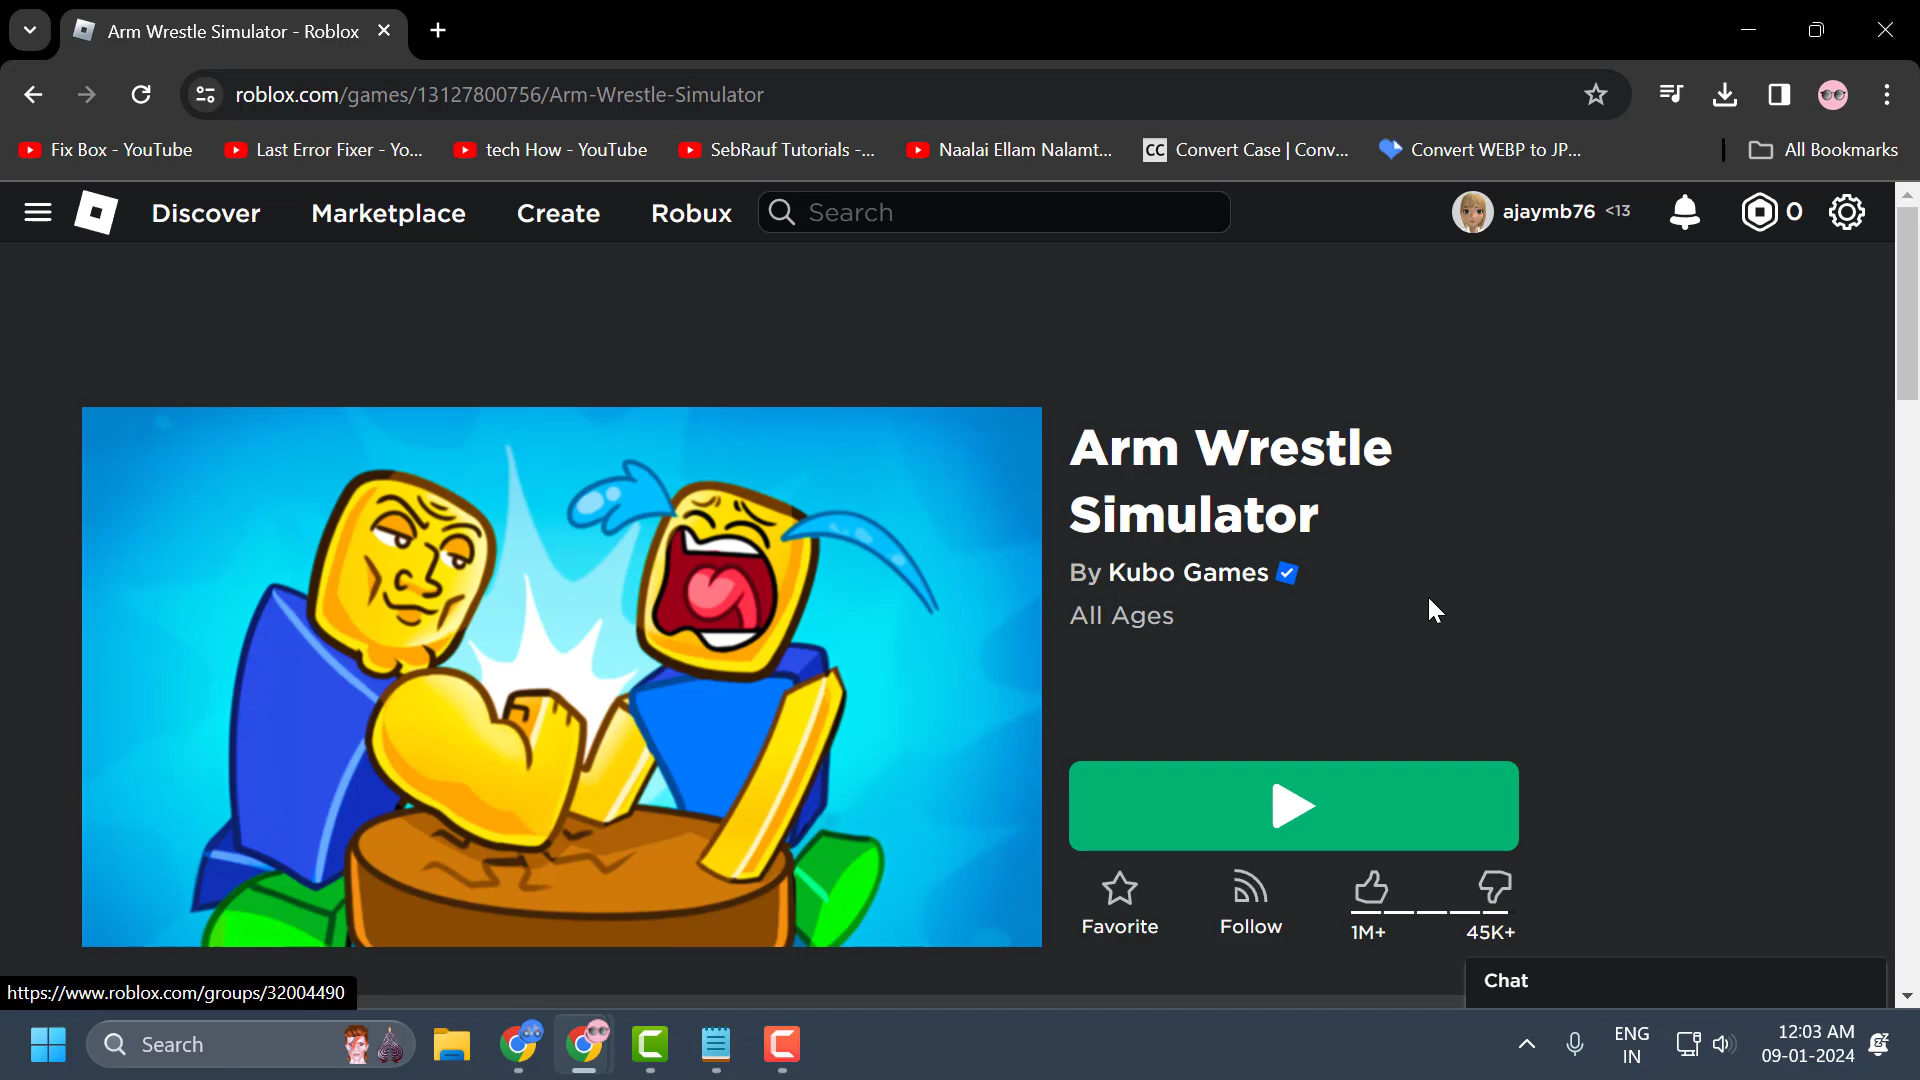 Arm Wrestle Simulator - Roblox
roblox.com/games/13127800756/Arm-Wrestle-Simulator
Fix Box - YouTube
Last Error Fixer - Yo...
tech How - YouTube
SebRauf Tutorials -...
Naalai Ellam Nalamt...
CC Convert Case | Conv...
Convert WEBP to JP...
All Bookmarks
Discover
Marketplace
Create
Robux
Search
ajaymb76 <13
0
Arm Wrestle
Simulator
By Kubo Games
All Ages
Favorite
Follow
1M+
45K+
Chat
https://www.roblox.com/groups/32004490
Search
ENG
IN
12:03 AM
09-01-2024